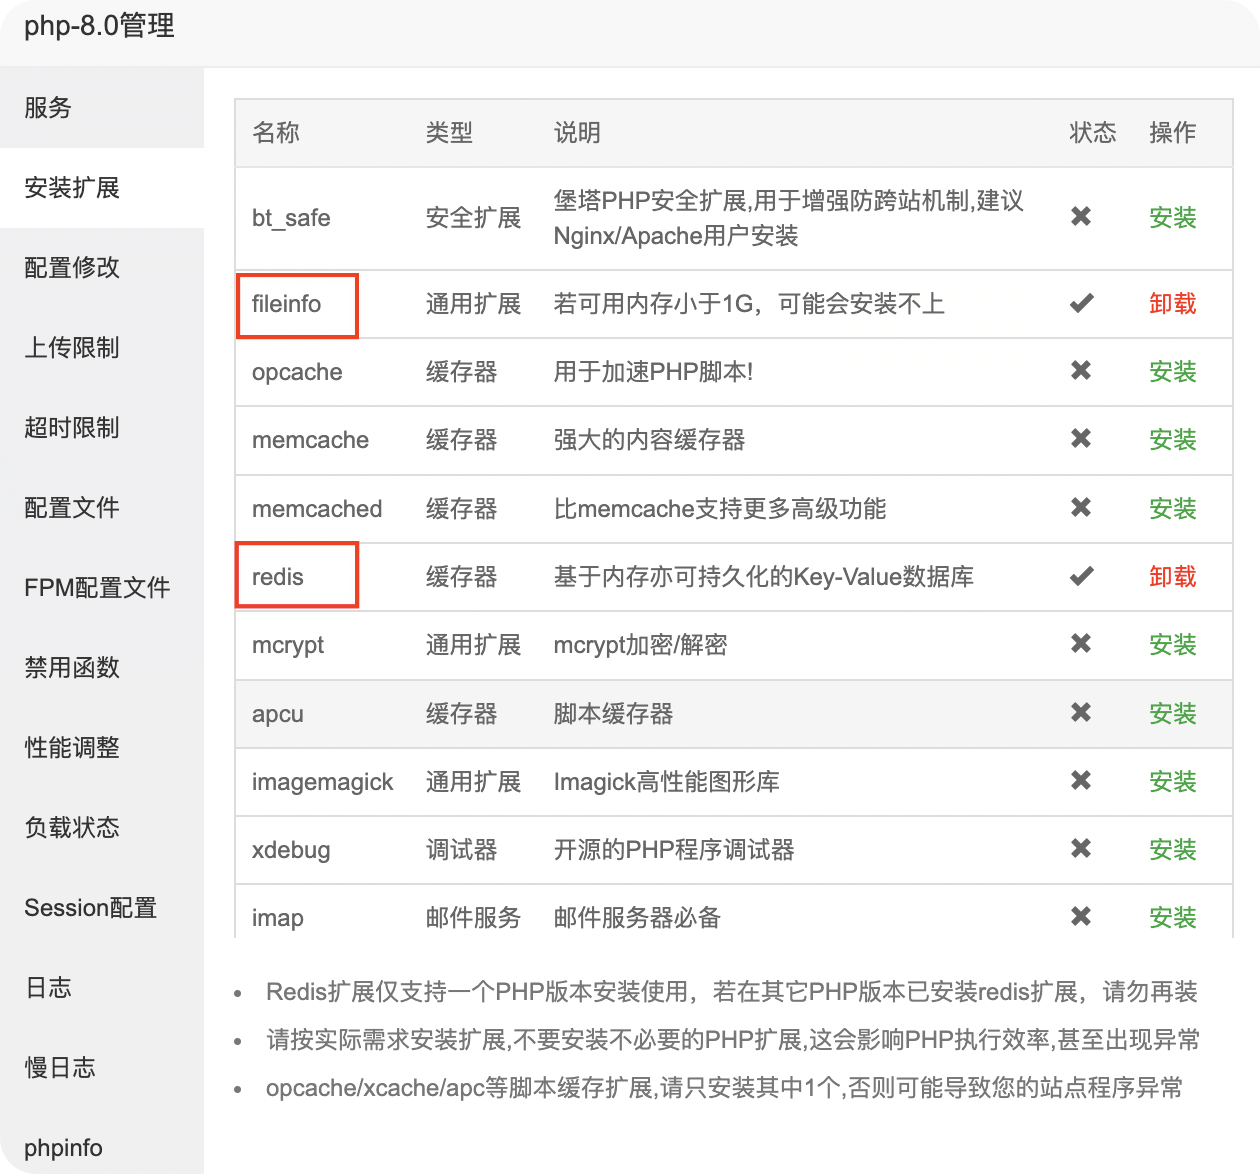 php-8.0管理
服务
安装扩展
配置修改
上传限制
超时限制
配置文件
FPM配置文件
禁用函数
性能调整
负载状态
Session配置
日志
慢日志
phpinfo
名称 类型 说明 状态 操作
bt_safe 安全扩展 堡塔PHP安全扩展,用于增强防跨站机制,建议
Nginx/Apache用户安装 ✖ 安装
fileinfo 通用扩展 若可用内存小于1G，可能会安装不上 ✔ 卸载
opcache 缓存器 用于加速PHP脚本! ✖ 安装
memcache 缓存器 强大的内容缓存器 ✖ 安装
memcached 缓存器 比memcache支持更多高级功能 ✖ 安装
redis 缓存器 基于内存亦可持久化的Key-Value数据库 ✔ 卸载
mcrypt 通用扩展 mcrypt加密/解密 ✖ 安装
apcu 缓存器 脚本缓存器 ✖ 安装
imagemagick 通用扩展 Imagick高性能图形库 ✖ 安装
xdebug 调试器 开源的PHP程序调试器 ✖ 安装
imap 邮件服务 邮件服务器必备 ✖ 安装
• Redis扩展仅支持一个PHP版本安装使用，若在其它PHP版本已安装redis扩展，请勿再装
• 请按实际需求安装扩展,不要安装不必要的PHP扩展,这会影响PHP执行效率,甚至出现异常
• opcache/xcache/apc等脚本缓存扩展,请只安装其中1个,否则可能导致您的站点程序异常